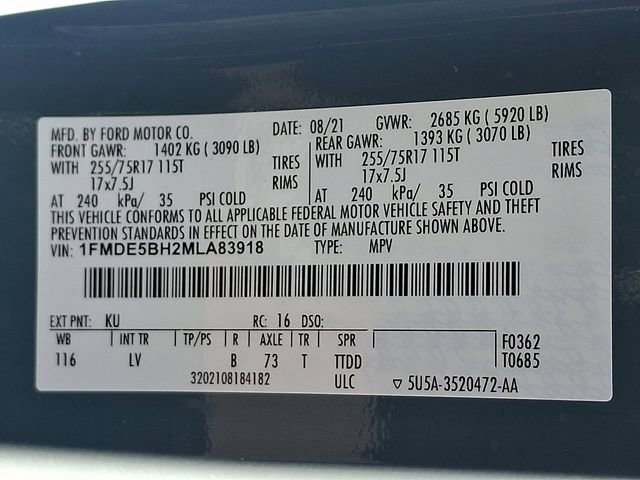 MFD. BY FORD MOTOR CO. DATE: 08/21 GVWR: 2685 KG ( 5920 LB)
FRONT GAWR: 1402 KG ( 3090 LB) REAR GAWR: 1393 KG ( 3070 LB)
WITH 255/75R17 115T TIRES WITH 255/75R17 115T TIRES
17x7.5J RIMS 17x7.5J RIMS
AT 240 kPa/ 35 PSI COLD AT 240 kPa/ 35 PSI COLD
THIS VEHICLE CONFORMS TO ALL APPLICABLE FEDERAL MOTOR VEHICLE SAFETY AND THEFT
PREVENTION STANDARDS IN EFFECT ON THE DATE OF MANUFACTURE SHOWN ABOVE.
VIN: 1FMDE5BH2MLA83918 TYPE: MPV
EXT PNT: KU RC: 16 DSO:
WB INT TR TP/PS R AXLE TR SPR F0362
116 LV B 73 T TTDD T0685
3202108184182 ULC ▽ 5U5A-3520472-AA